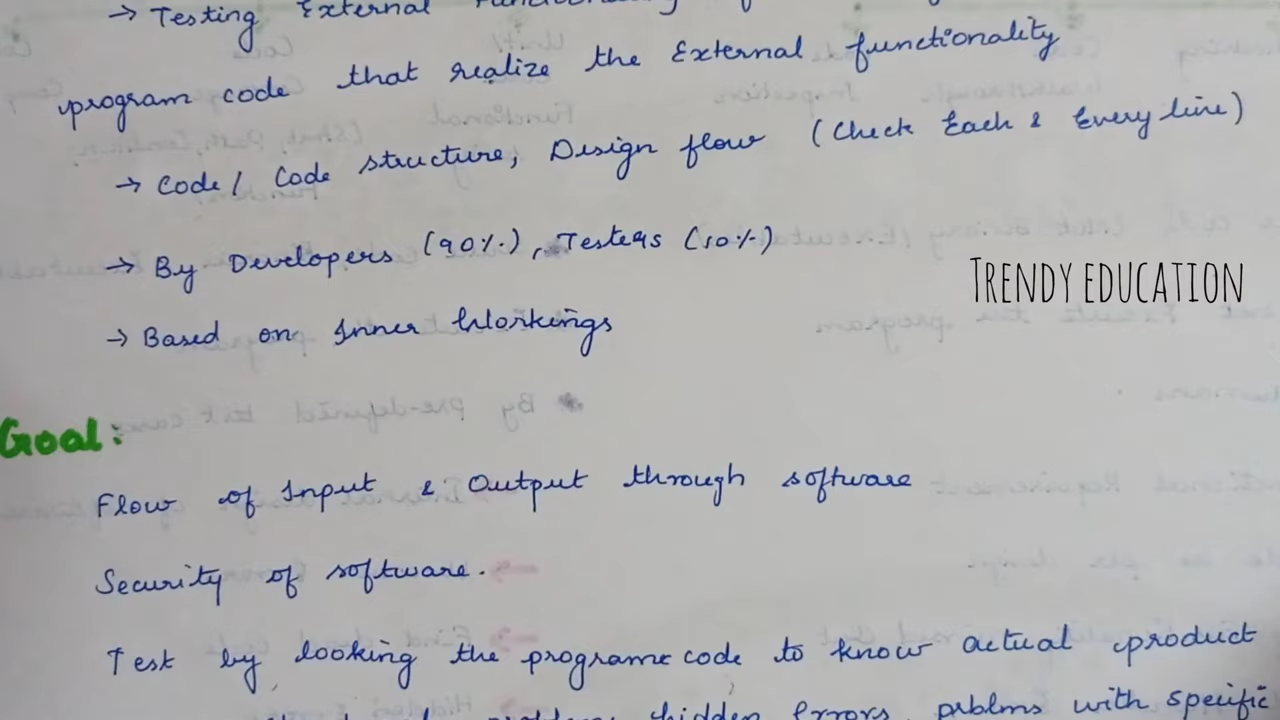 → Testing External
program code that realize the External functionality
→ Code / Code structure, Design flow (Check Each & Every line)
→ By Developers (90%), Testers (10%)
TRENDY EDUCATION
→ Based on Inner Workings
Goal:
Flow of Input & Output through software
Security of software.
Test by looking the programe code to know actual product
hidden Errors, prblms with specific